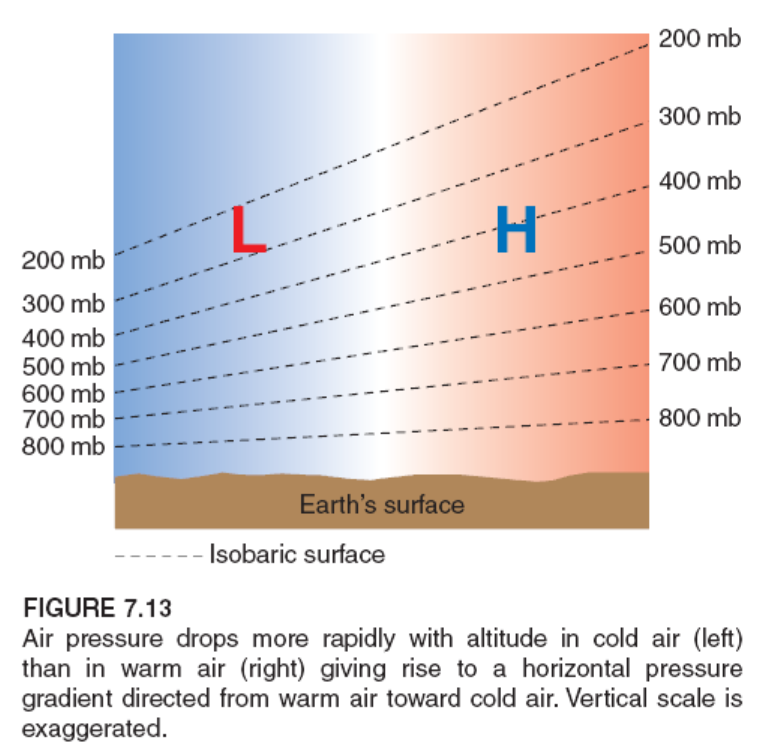 200 mb
300 mb
400 mb
500 mb
600 mb
700 mb
800 mb
L
H
200 mb
300 mb
400 mb
500 mb
600 mb
700 mb
800 mb
Earth's surface
------ Isobaric surface
FIGURE 7.13
Air pressure drops more rapidly with altitude in cold air (left)
than in warm air (right) giving rise to a horizontal pressure
gradient directed from warm air toward cold air. Vertical scale is
exaggerated.